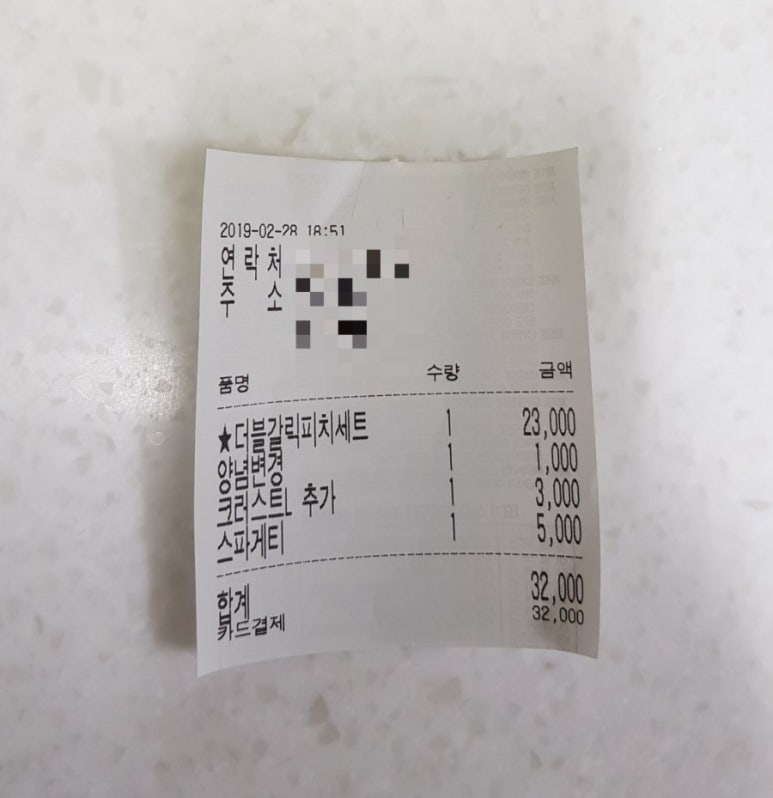 2019-02-28 18:51
연락처
주 소
품명 수량 금액
★더블갈릭피치세트 1 23,000
양념변경 1 1,000
크러스트L 추가 1 3,000
스파게티 1 5,000
합계 32,000
카드결제 32,000